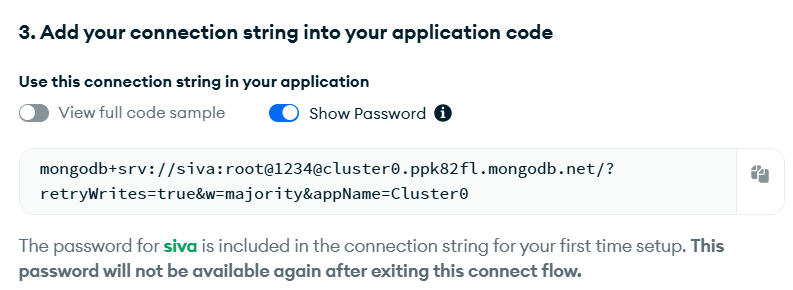 3. Add your connection string into your application code
Use this connection string in your application
View full code sample
Show Password
mongodb+srv://siva:root@1234@cluster0.ppk82fl.mongodb.net/?
retryWrites=true&w=majority&appName=Cluster0
The password for siva is included in the connection string for your first time setup. This
password will not be available again after exiting this connect flow.